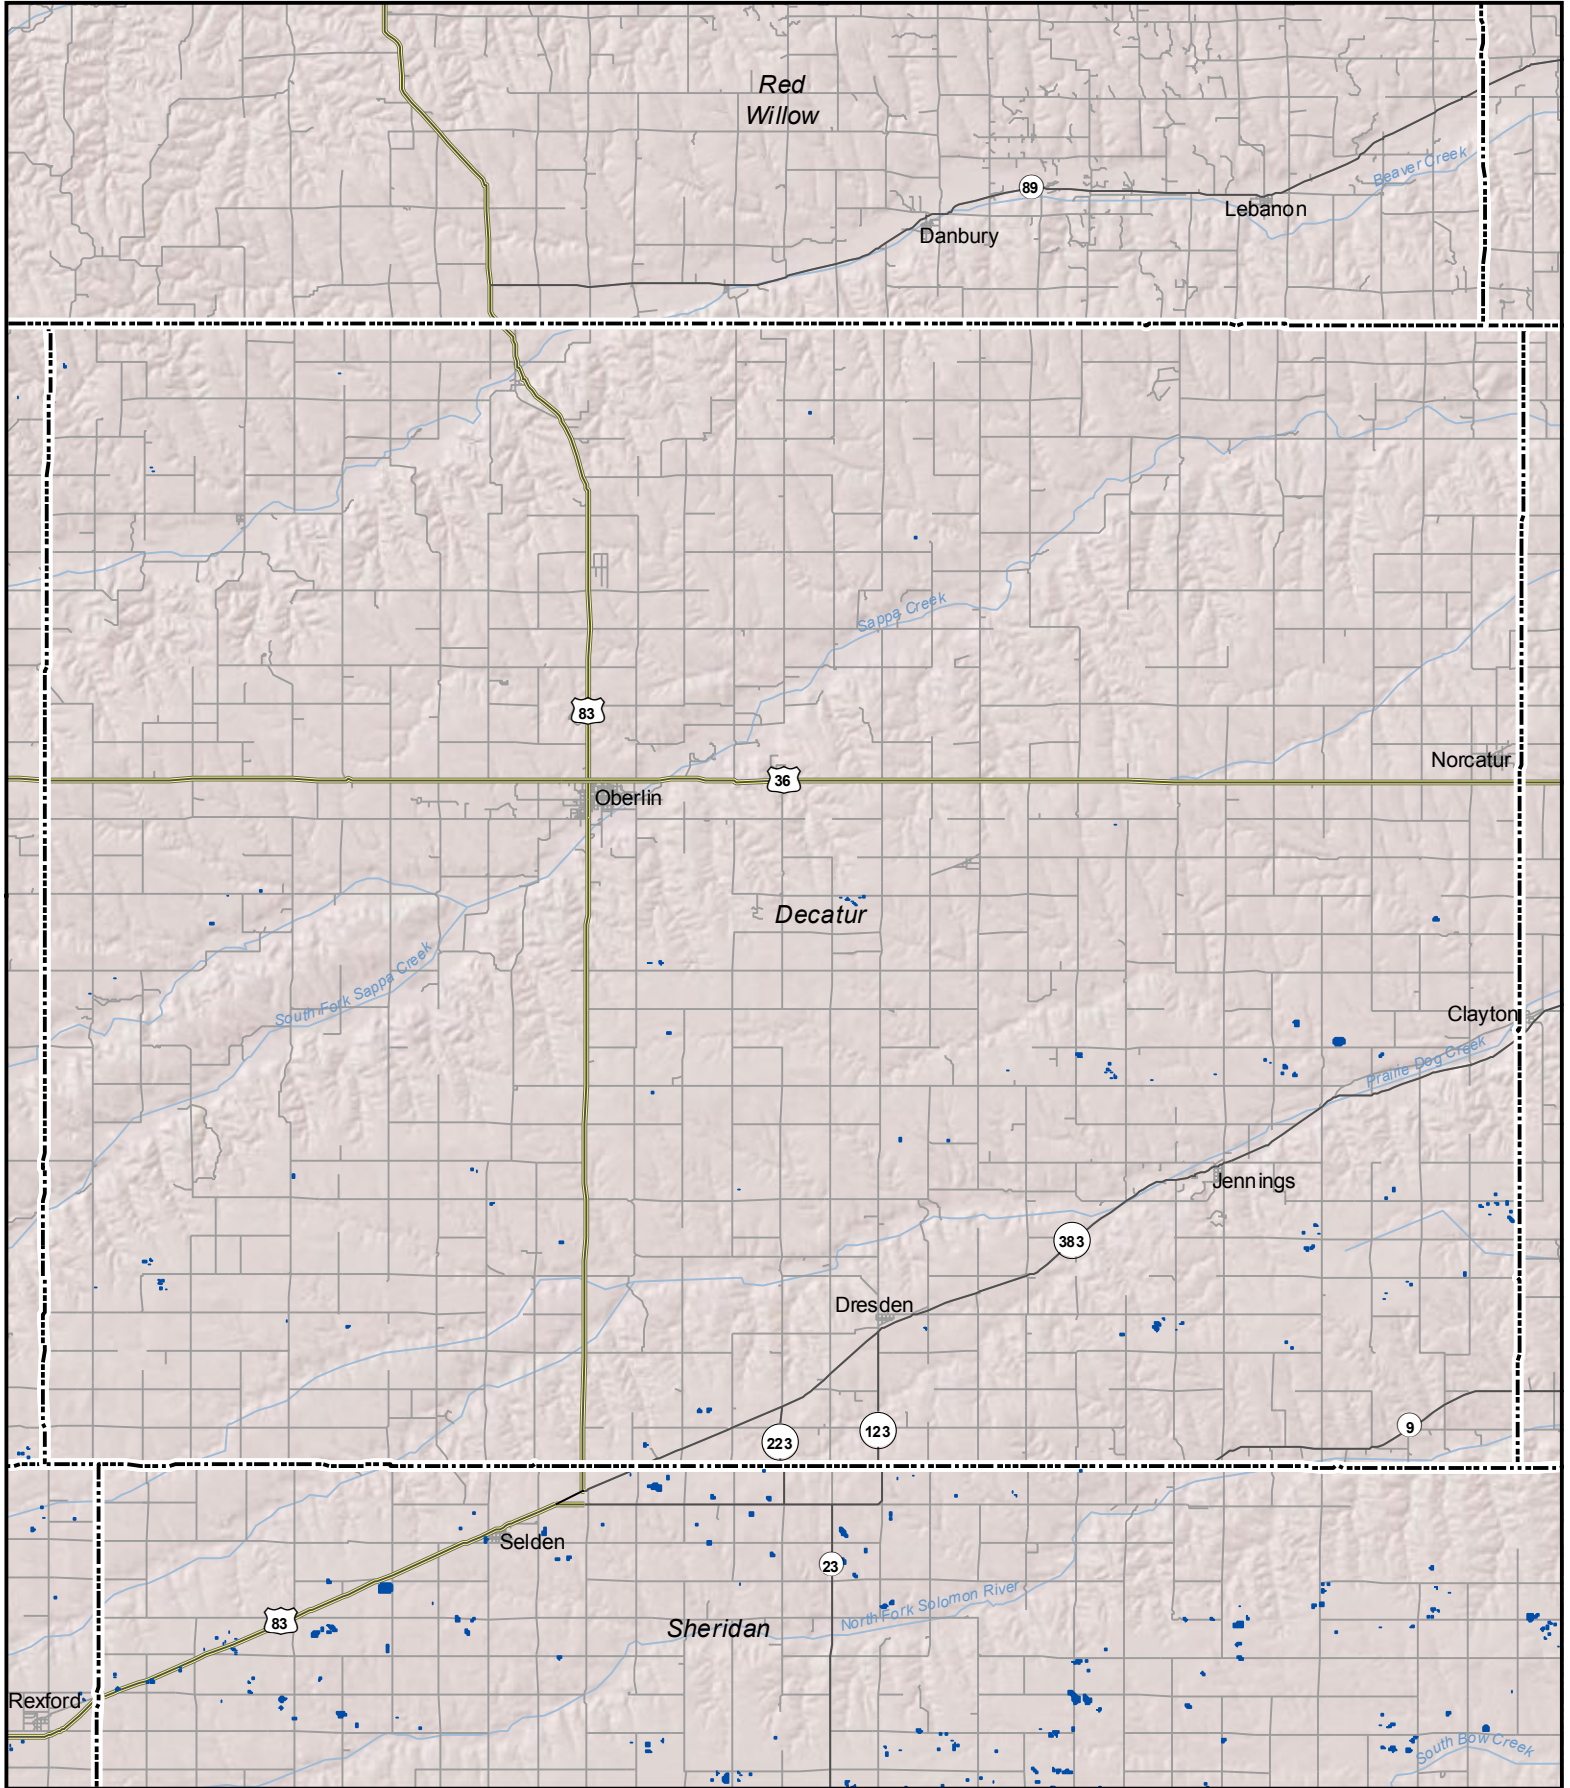 Red
Willow
Beaver Creek
89
Lebanon
Danbury
Sappa Creek
83
Norcatur
36
Oberlin
Decatur
South Fork Sappa Creek
Clayton
Prairie Dog Creek
Jennings
383
Dresden
9
123
223
Selden
23
North Fork Solomon River
83
Sheridan
Rexford
South Bow Creek